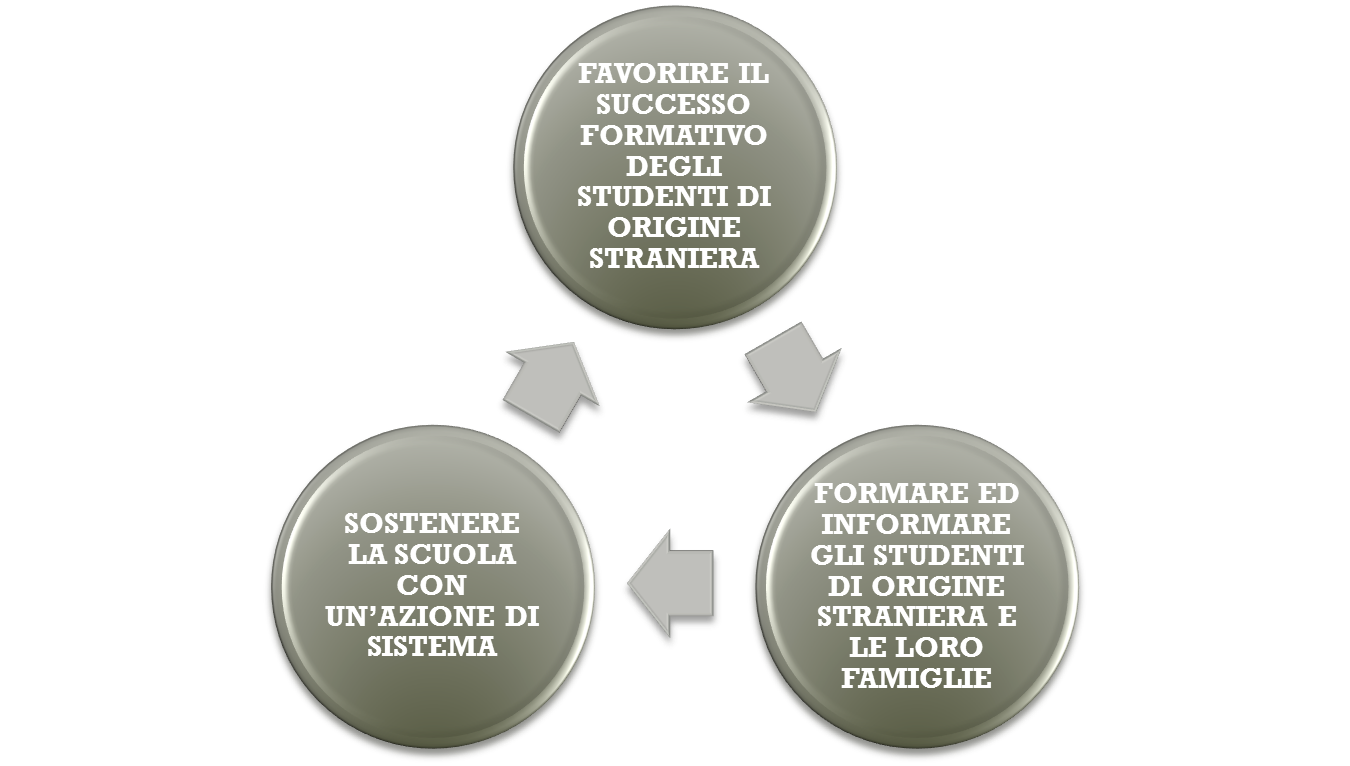 FAVORIRE IL
SUCCESSO
FORMATIVO
DEGLI
STUDENTI DI
ORIGINE
STRANIERA
FORMARE ED
INFORMARE
GLI STUDENTI
DI ORIGINE
STRANIERA E
LE LORO
FAMIGLIE
SOSTENERE
LA SCUOLA
CON
UN’AZIONE DI
SISTEMA